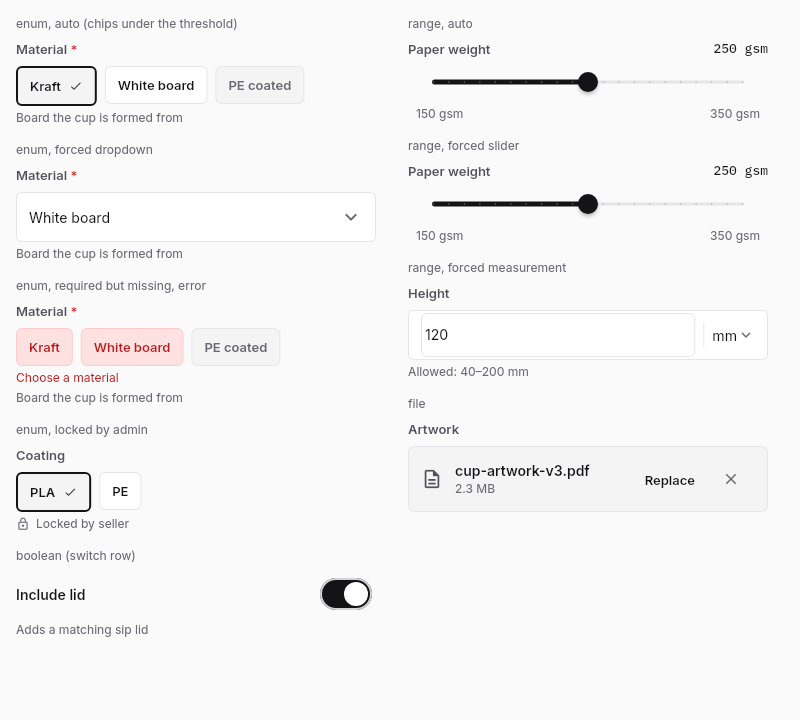 enum, auto (chips under the threshold)
Material *
Kraft
White board
PE coated
Board the cup is formed from
enum, forced dropdown
Material *
White board
Board the cup is formed from
enum, required but missing, error
Material *
Kraft
White board
PE coated
Choose a material
Board the cup is formed from
enum, locked by admin
Coating
PLA
PE
Locked by seller
boolean (switch row)
Include lid
Adds a matching sip lid
range, auto
Paper weight
250 gsm
150 gsm
350 gsm
range, forced slider
Paper weight
250 gsm
150 gsm
350 gsm
range, forced measurement
Height
120
mm
Allowed: 40–200 mm
file
Artwork
cup-artwork-v3.pdf
2.3 MB
Replace